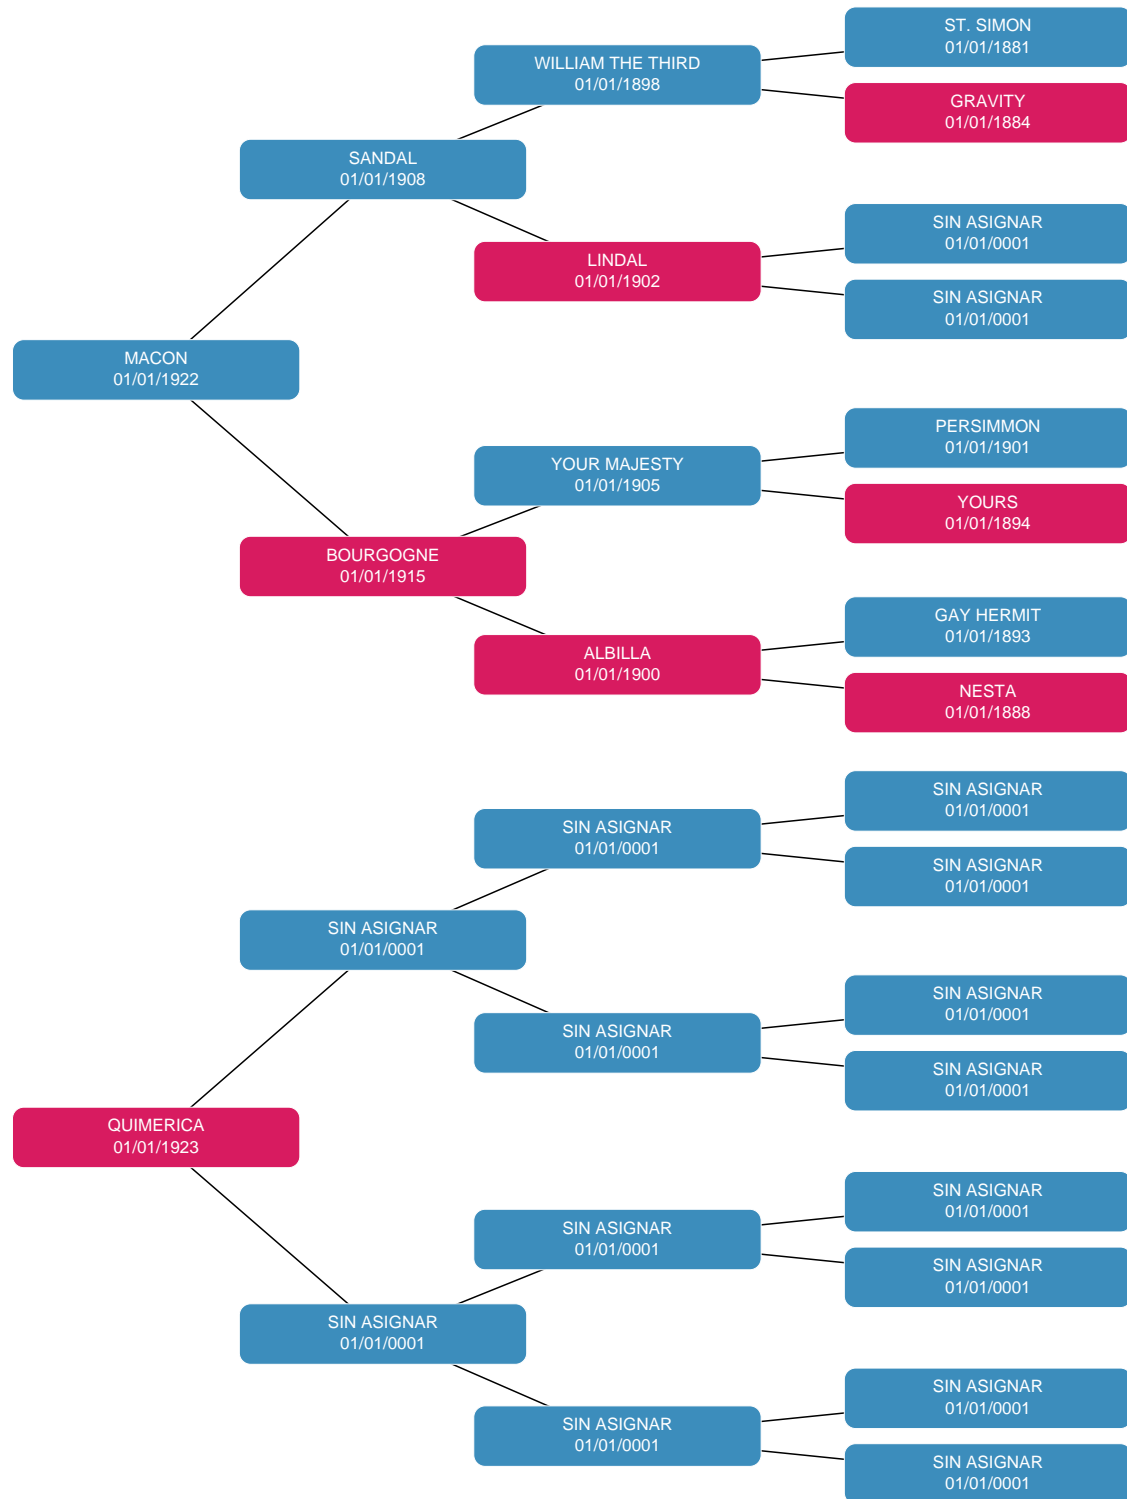 ST. SIMON
01/01/1881
WILLIAM THE THIRD
01/01/1898
GRAVITY
01/01/1884
SANDAL
01/01/1908
SIN ASIGNAR
01/01/0001
LINDAL
01/01/1902
SIN ASIGNAR
01/01/0001
MACON
01/01/1922
PERSIMMON
01/01/1901
YOUR MAJESTY
01/01/1905
YOURS
01/01/1894
BOURGOGNE
01/01/1915
GAY HERMIT
01/01/1893
ALBILLA
01/01/1900
NESTA
01/01/1888
SIN ASIGNAR
01/01/0001
SIN ASIGNAR
01/01/0001
SIN ASIGNAR
01/01/0001
SIN ASIGNAR
01/01/0001
SIN ASIGNAR
01/01/0001
SIN ASIGNAR
01/01/0001
SIN ASIGNAR
01/01/0001
QUIMERICA
01/01/1923
SIN ASIGNAR
01/01/0001
SIN ASIGNAR
01/01/0001
SIN ASIGNAR
01/01/0001
SIN ASIGNAR
01/01/0001
SIN ASIGNAR
01/01/0001
SIN ASIGNAR
01/01/0001
SIN ASIGNAR
01/01/0001